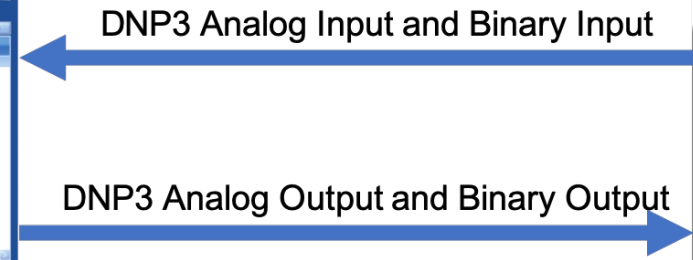 DNP3 Analog Input and Binary Input
DNP3 Analog Output and Binary Output